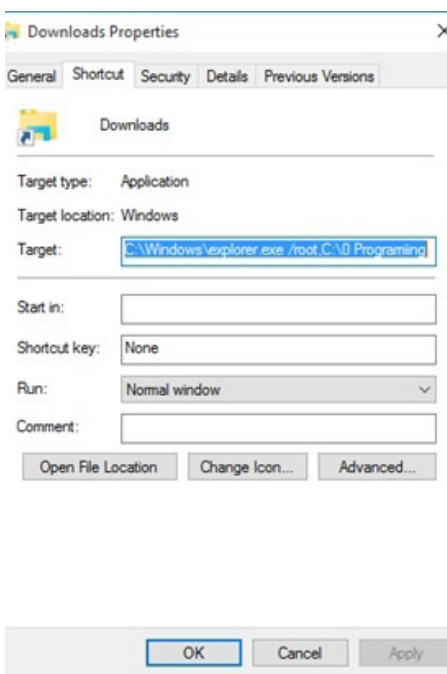 Downloads Properties
General Shortcut Security Details Previous Versions
Downloads
Target type: Application
Target location: Windows
Target: C:\Windows\explorer.exe /root,C:\0 Programiing
Start in:
Shortcut key: None
Run: Normal window
Comment:
Open File Location Change Icon... Advanced...
OK Cancel Apply